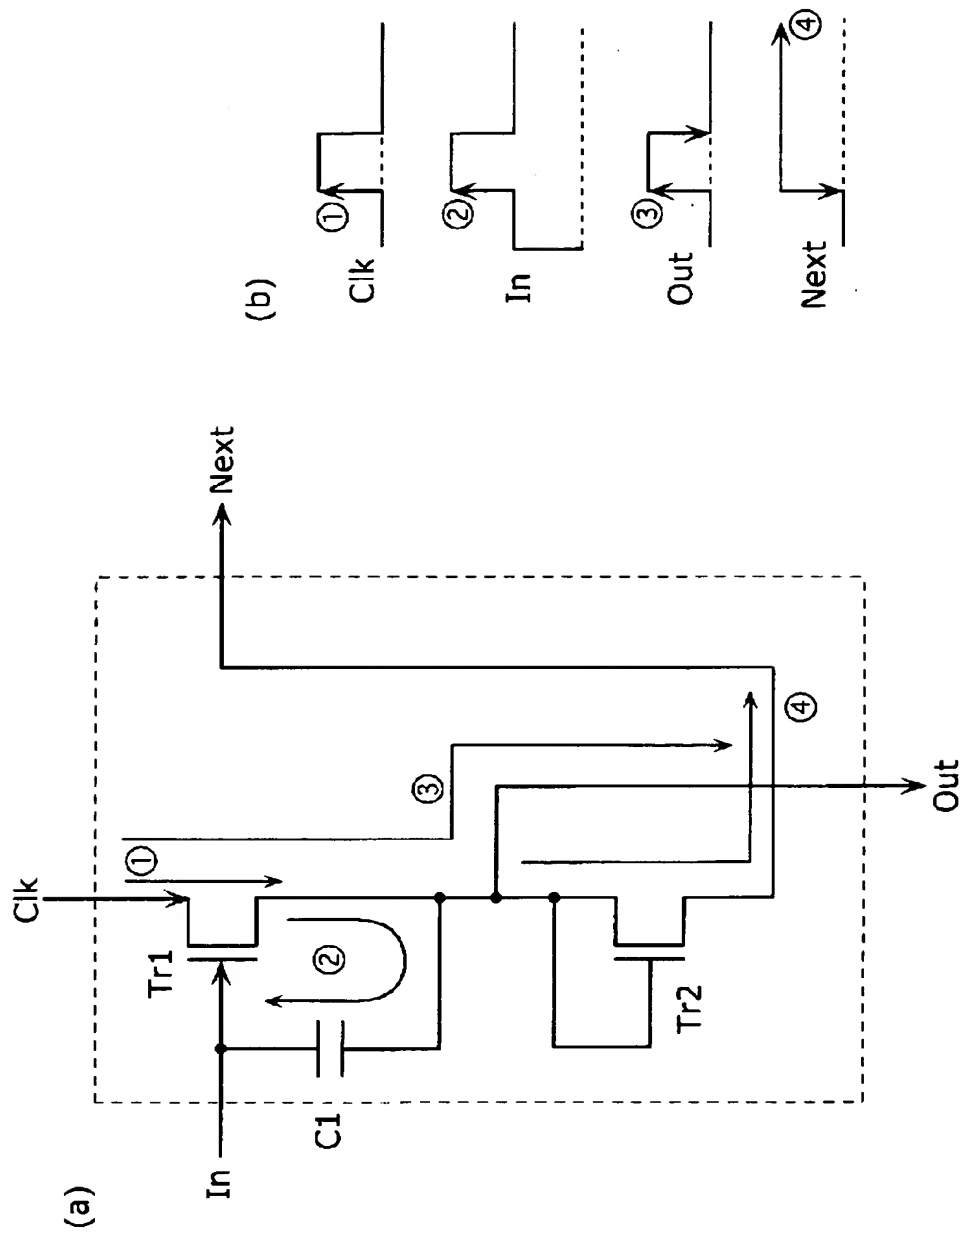 (a)
Clk
In
Tr1
①
②
③
C1
Tr2
④
Next
Out
(b)
①
Clk
②
In
③
Out
④
Next